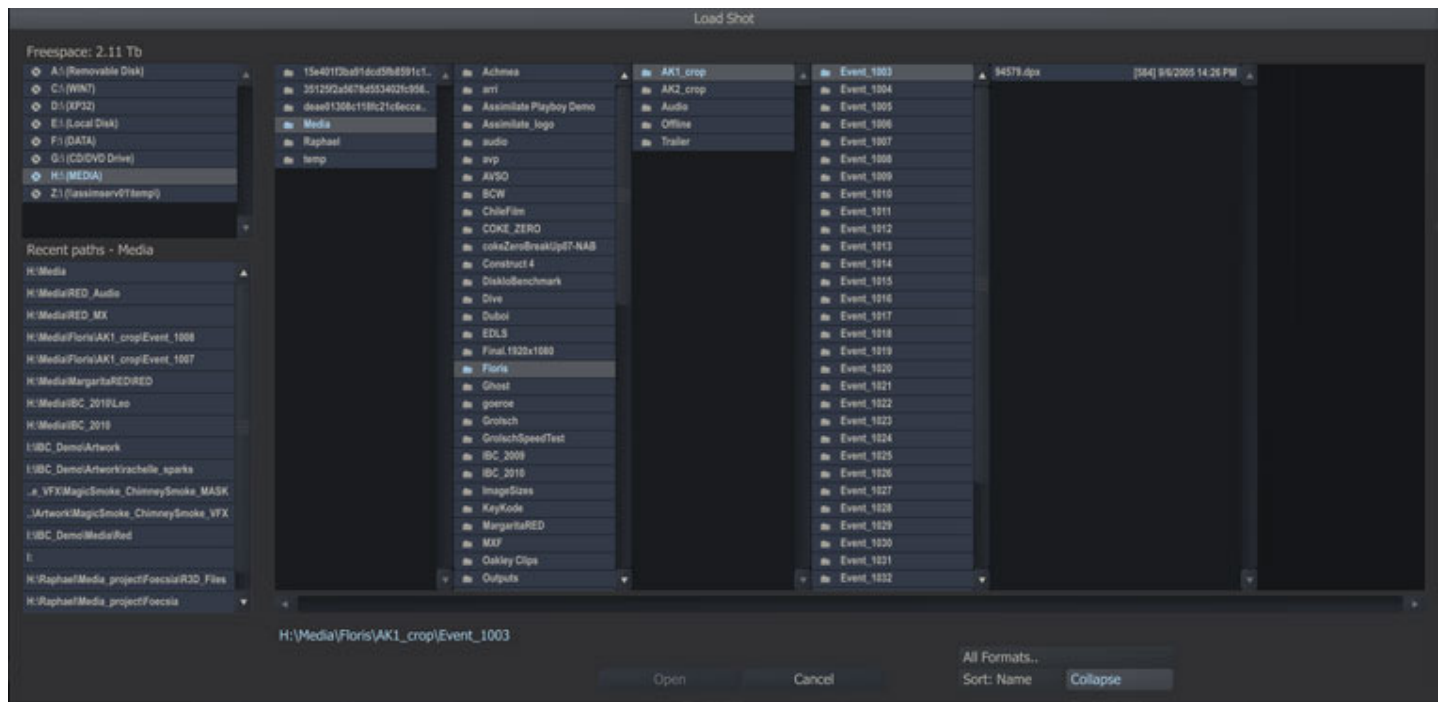 Load Shot
Freespace: 2.11 Tb
A:\ (Removable Disk)
C:\ (WIN7)
D:\ (XP32)
E:\ (Local Disk)
F:\ (DATA)
G:\ (CD/DVD Drive)
H:\ (MEDIA)
Z:\ (\\assimserv01\temp\)
Recent paths - Media
H:\Media
H:\Media\RED_Audio
H:\Media\RED_MX
H:\Media\Floris\AK1_crop\Event_1008
H:\Media\Floris\AK1_crop\Event_1007
H:\Media\MargaritaRED\RED
H:\Media\IBC_2010\Leo
H:\Media\IBC_2010
I:\IBC_Demo\Artwork
I:\IBC_Demo\Artwork\rachelle_sparks
..e_VFX\MagicSmoke_ChimneySmoke_MASK
..\Artwork\MagicSmoke_ChimneySmoke_VFX
I:\IBC_Demo\Media\Red
I:
H:\Raphael\Media_project\Foecsia\R3D_Files
H:\Raphael\Media_project\Foecsia
Media
Raphael
temp
Achmea
arri
Assimilate Playboy Demo
Assimilate_logo
audio
avp
AVSO
BCW
ChileFilm
COKE_ZERO
cokeZeroBreakUp07-NAB
Construct 4
DiskIoBenchmark
Dive
Duboi
EDLS
Final.1920x1080
Floris
Ghost
goeroe
Grolsch
GrolschSpeedTest
IBC_2009
IBC_2010
ImageSizes
KeyKode
MargaritaRED
MXF
Oakley Clips
Outputs
AK1_crop
AK2_crop
Audio
Offline
Trailer
Event_1003
Event_1004
Event_1005
Event_1006
Event_1007
Event_1008
Event_1009
Event_1010
Event_1011
Event_1012
Event_1013
Event_1014
Event_1015
Event_1016
Event_1017
Event_1018
Event_1019
Event_1020
Event_1021
Event_1022
Event_1023
Event_1024
Event_1025
Event_1026
Event_1027
Event_1028
Event_1029
Event_1030
Event_1031
Event_1032
94579.dpx [584] 9/6/2005 14:26 PM
H:\Media\Floris\AK1_crop\Event_1003
All Formats..
Open Cancel Sort: Name Collapse